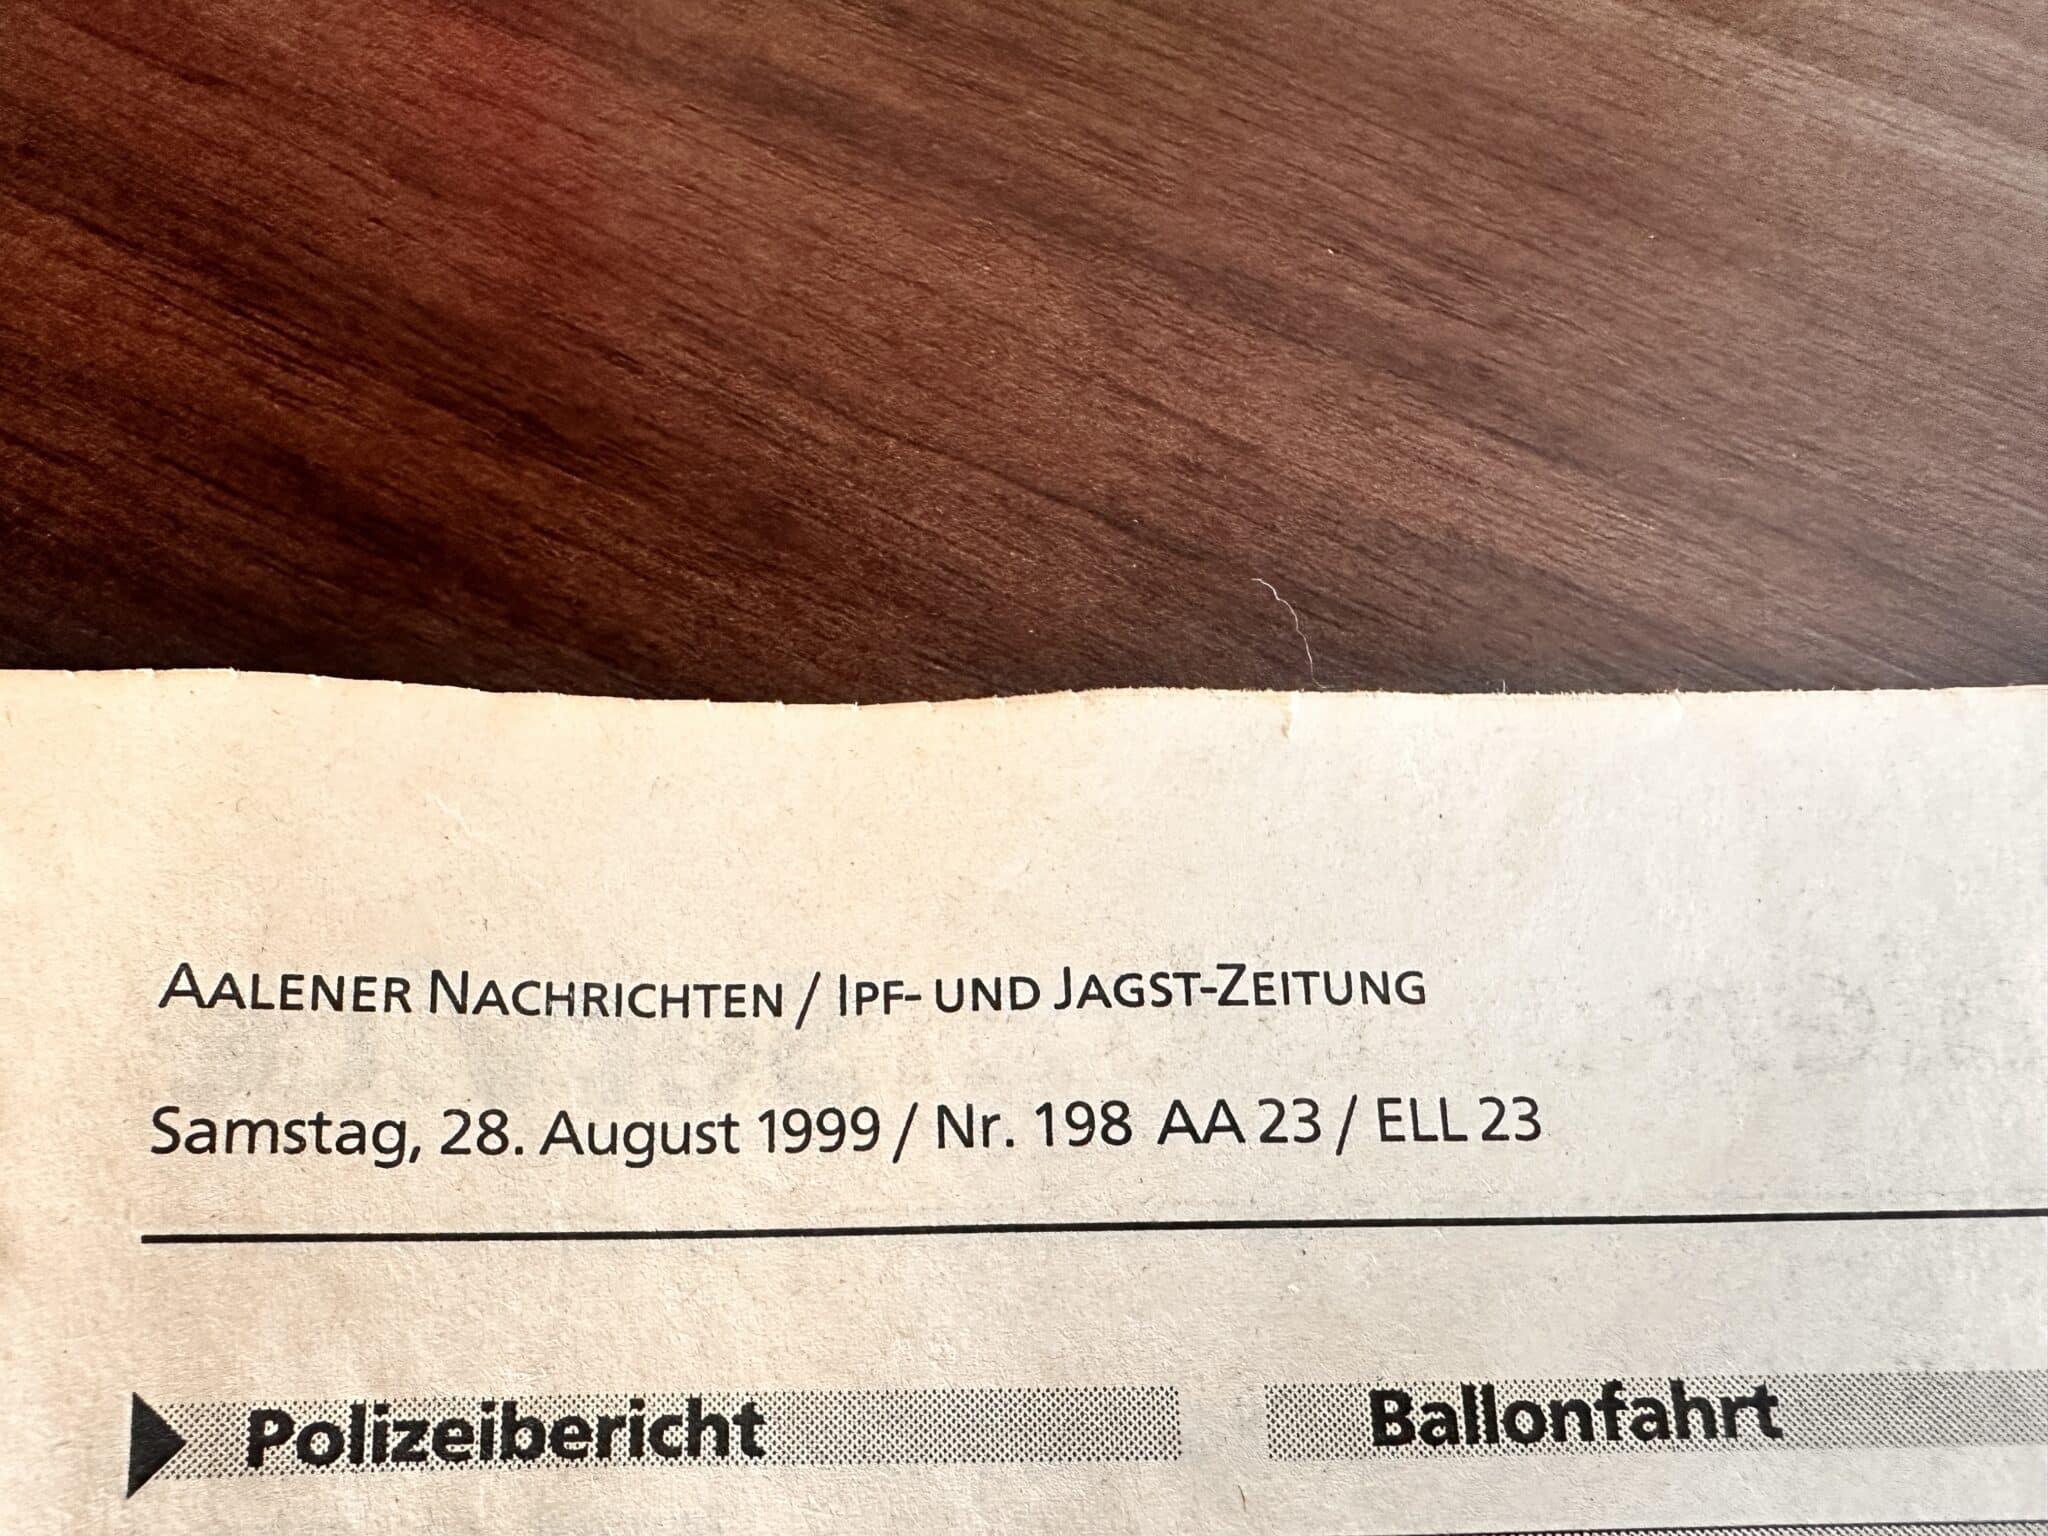 AALENER NACHRICHTEN / IPF- UND JAGST-ZEITUNG
Samstag, 28. August 1999 / Nr. 198 AA 23 / ELL 23
Polizeibericht
Ballonfahrt